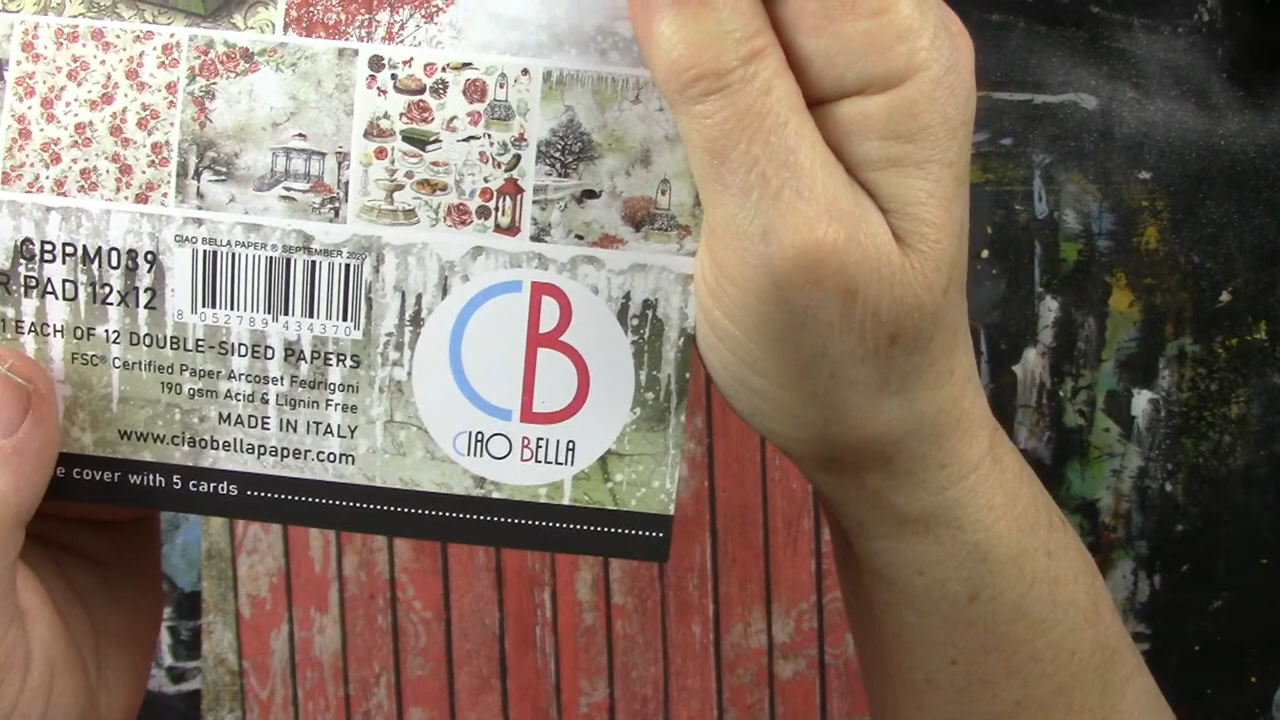 CBPM039
R PAD 12x12
CIAO BELLA PAPER ® SEPTEMBER 2020
8 052789 434370
1 EACH OF 12 DOUBLE-SIDED PAPERS
FSC® Certified Paper Arcoset Fedrigoni
190 gsm Acid & Lignin Free
MADE IN ITALY
www.ciaobellapaper.com
e cover with 5 cards
CB
CIAO BELLA